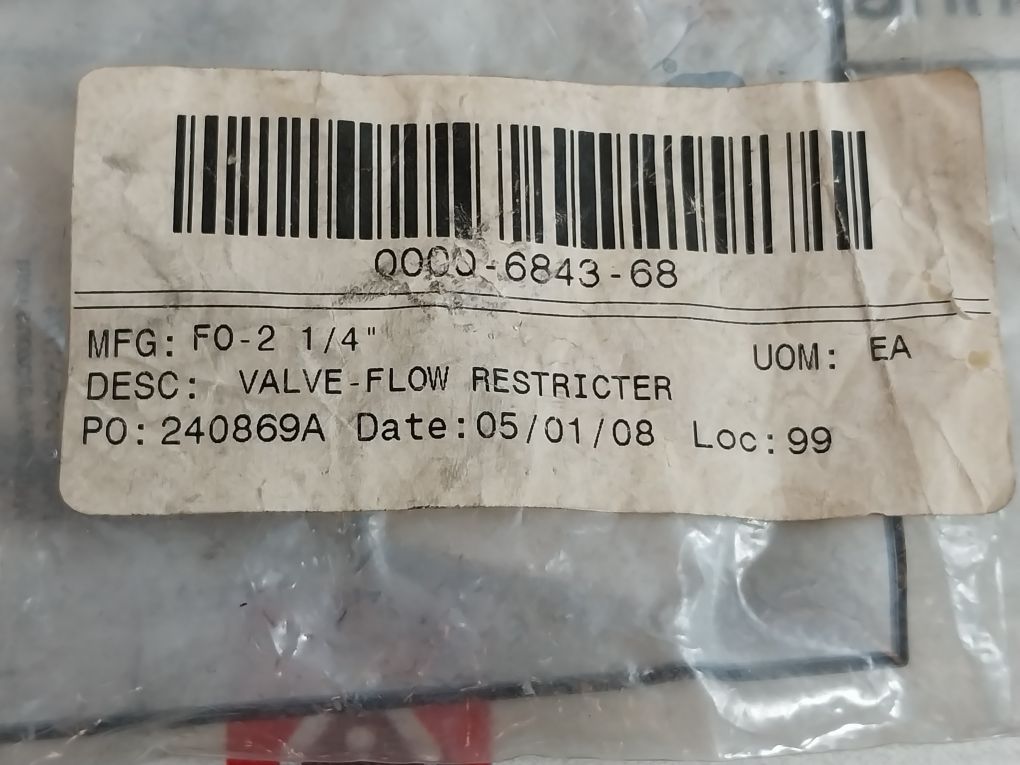 0000-6843-68
MFG: FO-2 1/4" UOM: EA
DESC: VALVE-FLOW RESTRICTER
PO: 240869A Date: 05/01/08 Loc: 99